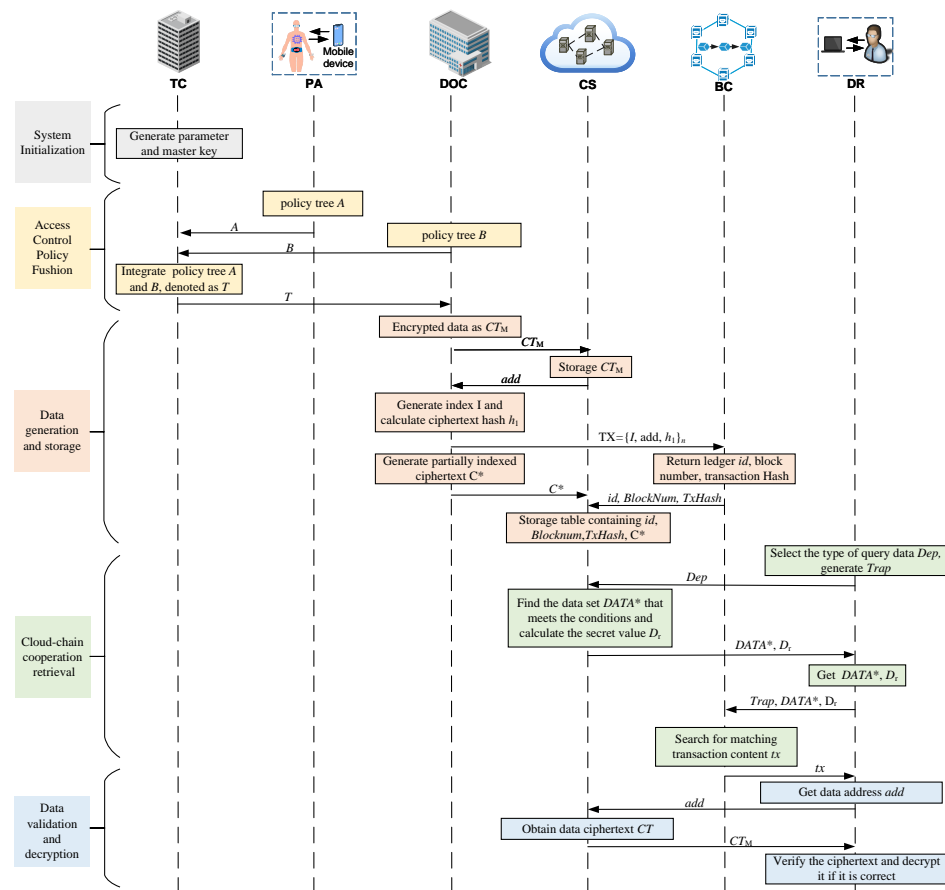 Mobile
device
TC
PA
DOC
CS
BC
DR
System
Initialization
Generate parameter
and master key
Access
Control
Policy
Fushion
policy tree A
A
policy tree B
B
Integrate policy tree A
and B, denoted as T
T
Data
generation
and storage
Encrypted data as CTM
CTM
Storage CTM
add
Generate index I and
calculate ciphertext hash h1
TX={I, add, h1}n
Generate partially indexed
ciphertext C*
Return ledger id, block
number, transaction Hash
C*
id, BlockNum, TxHash
Storage table containing id,
Blocknum,TxHash, C*
Cloud-chain
cooperation
retrieval
Select the type of query data Dep,
generate Trap
Dep
Find the data set DATA* that
meets the conditions and
calculate the secret value Dr
DATA*, Dr
Get DATA*, Dr
Trap, DATA*, Dr
Search for matching
transaction content tx
tx
Data
validation
and
decryption
Get data address add
add
Obtain data ciphertext CT
CTM
Verify the ciphertext and decrypt
it if it is correct